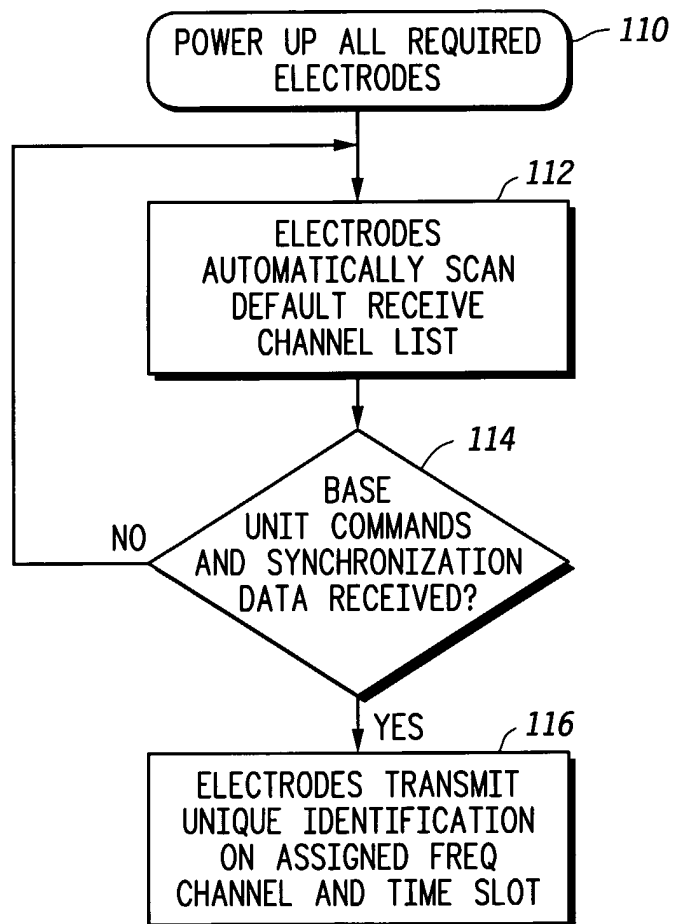 POWER UP ALL REQUIRED
ELECTRODES
110
112
ELECTRODES
AUTOMATICALLY SCAN
DEFAULT RECEIVE
CHANNEL LIST
114
BASE
UNIT COMMANDS
AND SYNCHRONIZATION
DATA RECEIVED?
NO
YES
116
ELECTRODES TRANSMIT
UNIQUE IDENTIFICATION
ON ASSIGNED FREQ
CHANNEL AND TIME SLOT